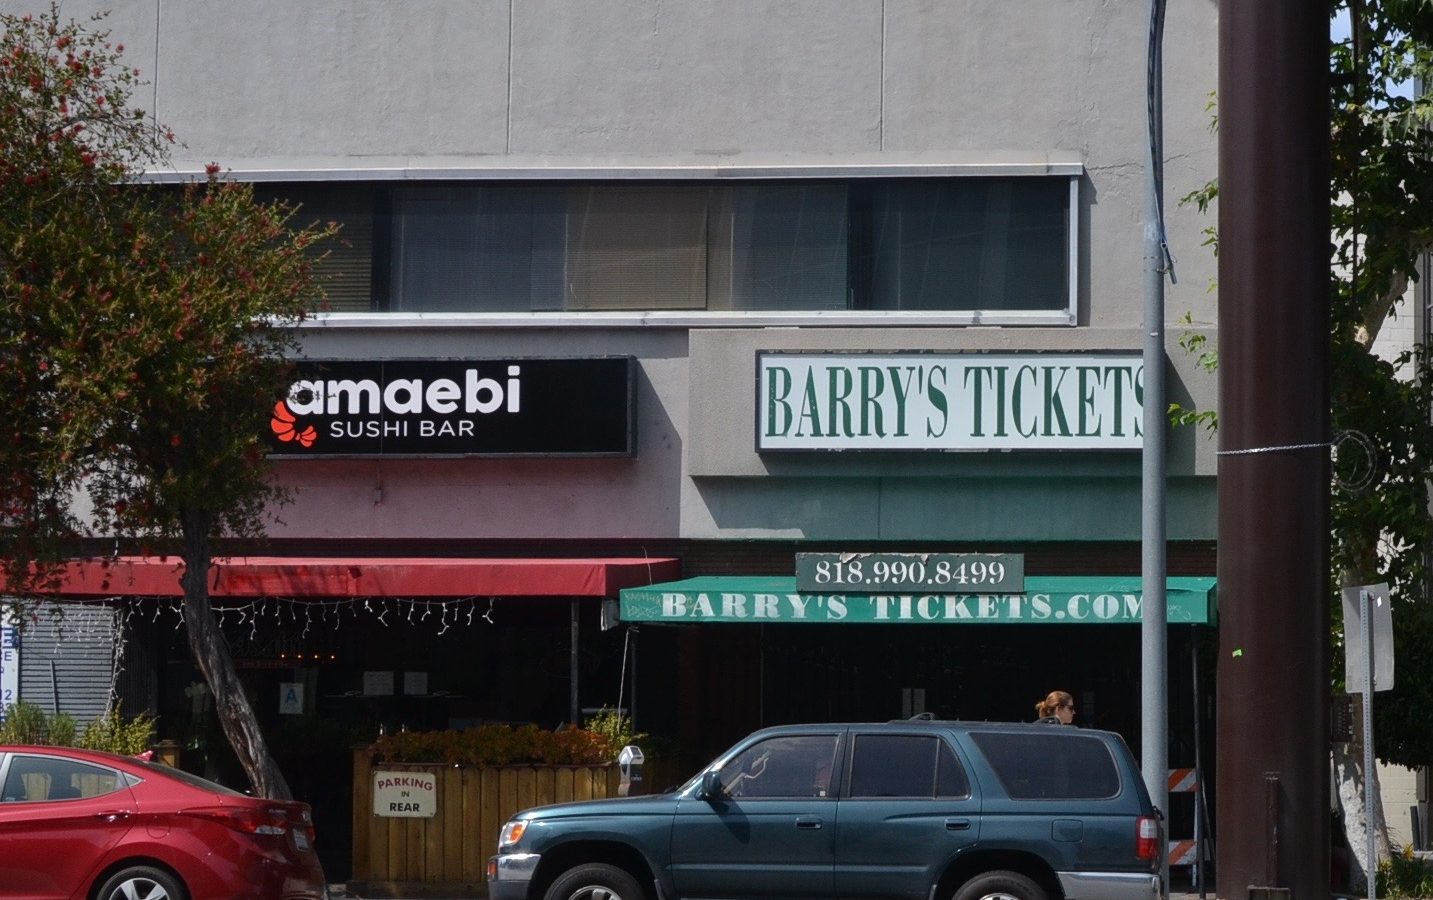 amaebi
SUSHI BAR
BARRY'S TICKETS
818.990.8499
BARRY'S TICKETS.COM
A
PARKING
IN
REAR